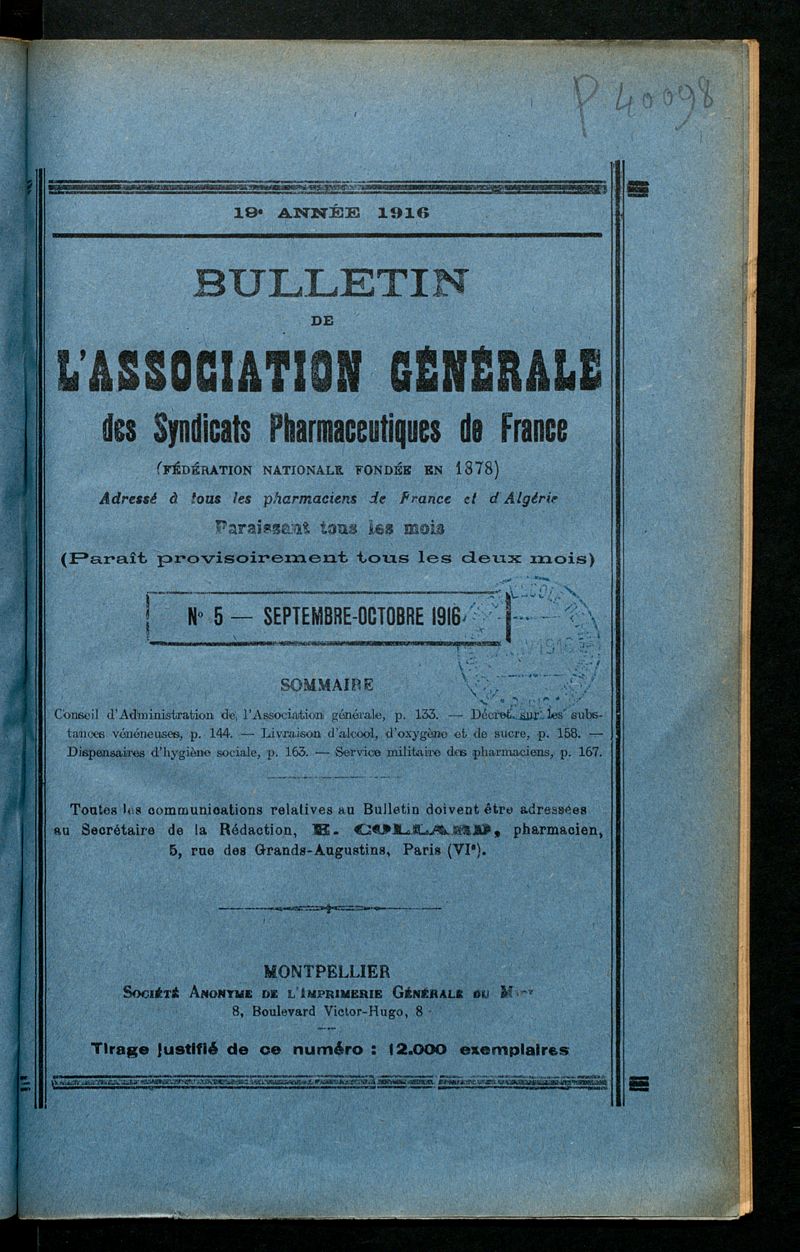 P 40098
19e ANNÉE 1916
BULLETIN
DE
L'ASSOCIATION GÉNÉRALE
des Syndicats Pharmaceutiques de France
(FÉDÉRATION NATIONALE FONDÉE EN 1878)
Adressé à tous les pharmaciens de France et d'Algérie
Paraissant tous les mois
(Paraît provisoirement tous les deux mois)
No 5 — SEPTEMBRE-OCTOBRE 1916
SOMMAIRE
Conseil d'Administration de l'Association générale, p. 133. — Décret sur les subs-
tances vénéneuses, p. 144. — Livraison d'alcool, d'oxygène et de sucre, p. 158. —
Dispensaires d'hygiène sociale, p. 163. — Service militaire des pharmaciens, p. 167.
Toutes les communications relatives au Bulletin doivent être adressées
au Secrétaire de la Rédaction, E. COLLARD, pharmacien,
5, rue des Grands-Augustins, Paris (VIe).
MONTPELLIER
SOCIÉTÉ ANONYME DE L'IMPRIMERIE GÉNÉRALE DU
8, Boulevard Victor-Hugo, 8
Tirage justifié de ce numéro : 12.000 exemplaires